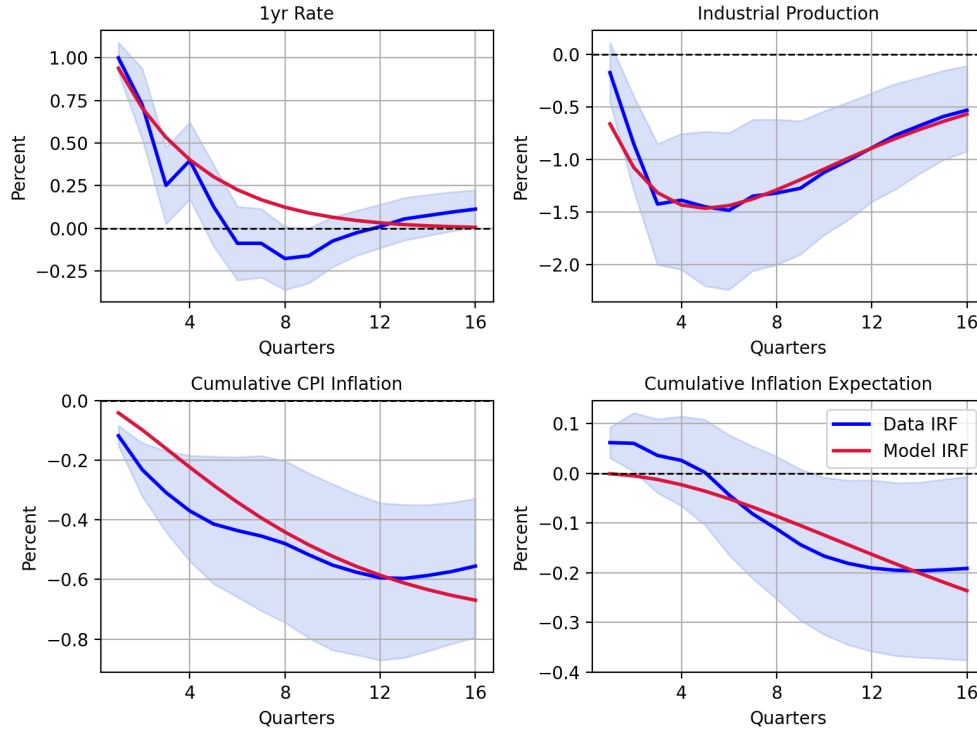 1yr Rate
Percent
1.00
0.75
0.50
0.25
0.00
−0.25
4
8
12
16
Quarters
Industrial Production
Percent
0.0
−0.5
−1.0
−1.5
−2.0
4
8
12
16
Quarters
Cumulative CPI Inflation
Percent
0.0
−0.2
−0.4
−0.6
−0.8
4
8
12
16
Quarters
Cumulative Inflation Expectation
Percent
0.1
0.0
−0.1
−0.2
−0.3
−0.4
Data IRF
Model IRF
4
8
12
16
Quarters